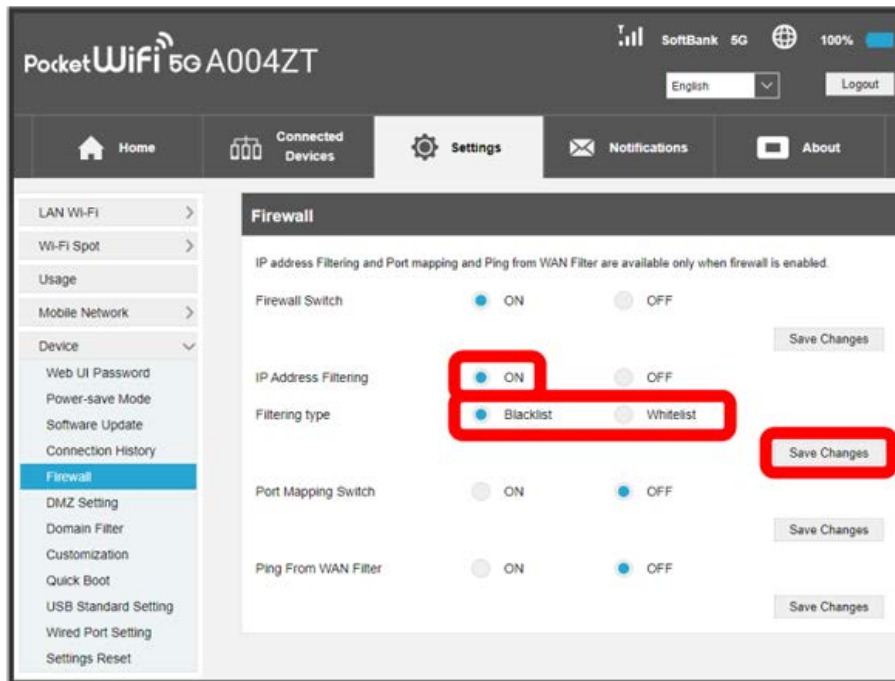 SoftBank 5G 100%
PocketWiFi 5G A004ZT
English Logout
Home
Connected
Devices
Settings
Notifications
About
LAN Wi-Fi
Wi-Fi Spot
Usage
Mobile Network
Device
Web UI Password
Power-save Mode
Software Update
Connection History
Firewall
DMZ Setting
Domain Filter
Customization
Quick Boot
USB Standard Setting
Wired Port Setting
Settings Reset
Firewall
IP address Filtering and Port mapping and Ping from WAN Filter are available only when firewall is enabled.
Firewall Switch ON OFF
Save Changes
IP Address Filtering ON OFF
Filtering type Blacklist Whitelist
Save Changes
Port Mapping Switch ON OFF
Save Changes
Ping From WAN Filter ON OFF
Save Changes